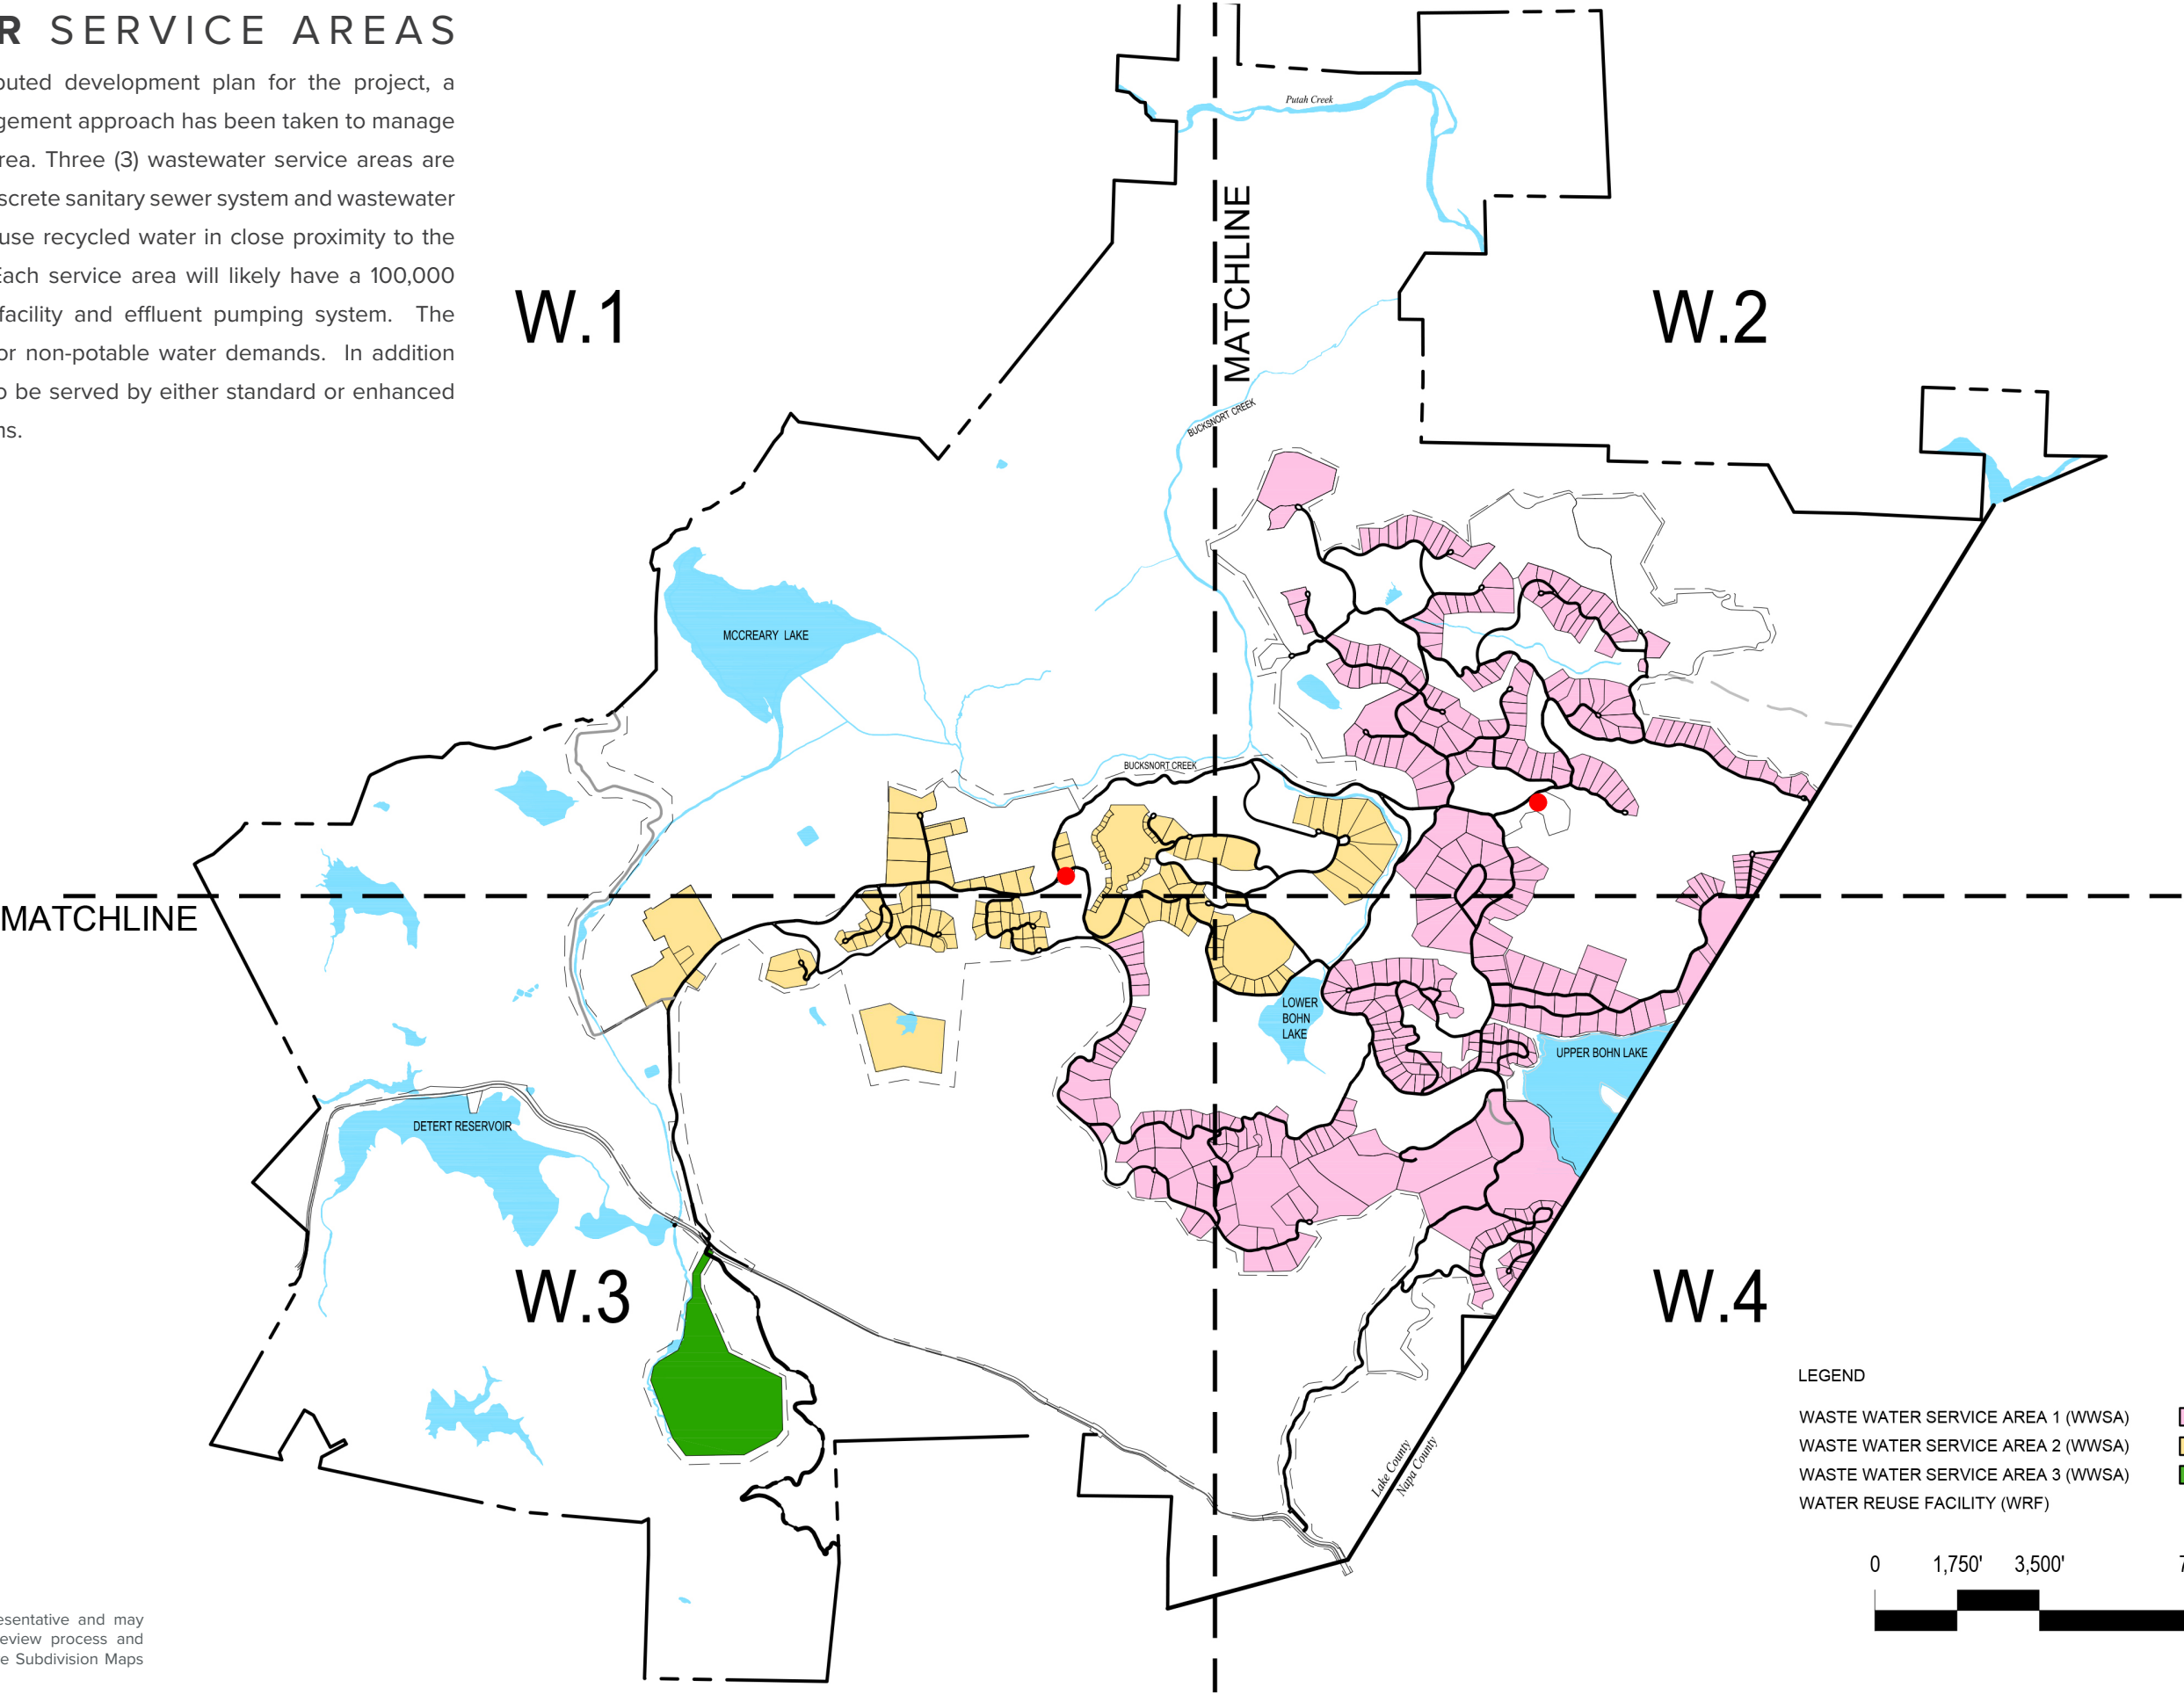 R SERVICE AREAS
buted development plan for the project, a
gement approach has been taken to manage
rea. Three (3) wastewater service areas are
screte sanitary sewer system and wastewater
use recycled water in close proximity to the
Each service area will likely have a 100,000
facility and effluent pumping system. The
or non-potable water demands. In addition
o be served by either standard or enhanced
ns.
Putah Creek
MATCHLINE
W.1
W.2
BUCKSNORT CREEK
MCCREARY LAKE
BUCKSNORT CREEK
MATCHLINE
LOWER
BOHN
LAKE
UPPER BOHN LAKE
DETERT RESERVOIR
W.3
W.4
Lake County
Napa County
LEGEND
WASTE WATER SERVICE AREA 1 (WWSA)
WASTE WATER SERVICE AREA 2 (WWSA)
WASTE WATER SERVICE AREA 3 (WWSA)
WATER REUSE FACILITY (WRF)
0 1,750' 3,500'
esentative and may
eview process and
e Subdivision Maps